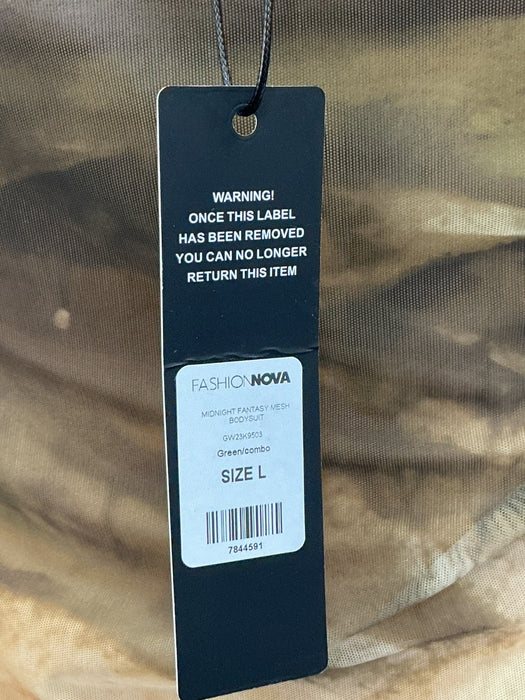 WARNING!
ONCE THIS LABEL
HAS BEEN REMOVED
YOU CAN NO LONGER
RETURN THIS ITEM
FASHIONNOVA
MIDNIGHT FANTASY MESH
BODYSUIT
GW23K9503
Green/combo
SIZE L
7844591